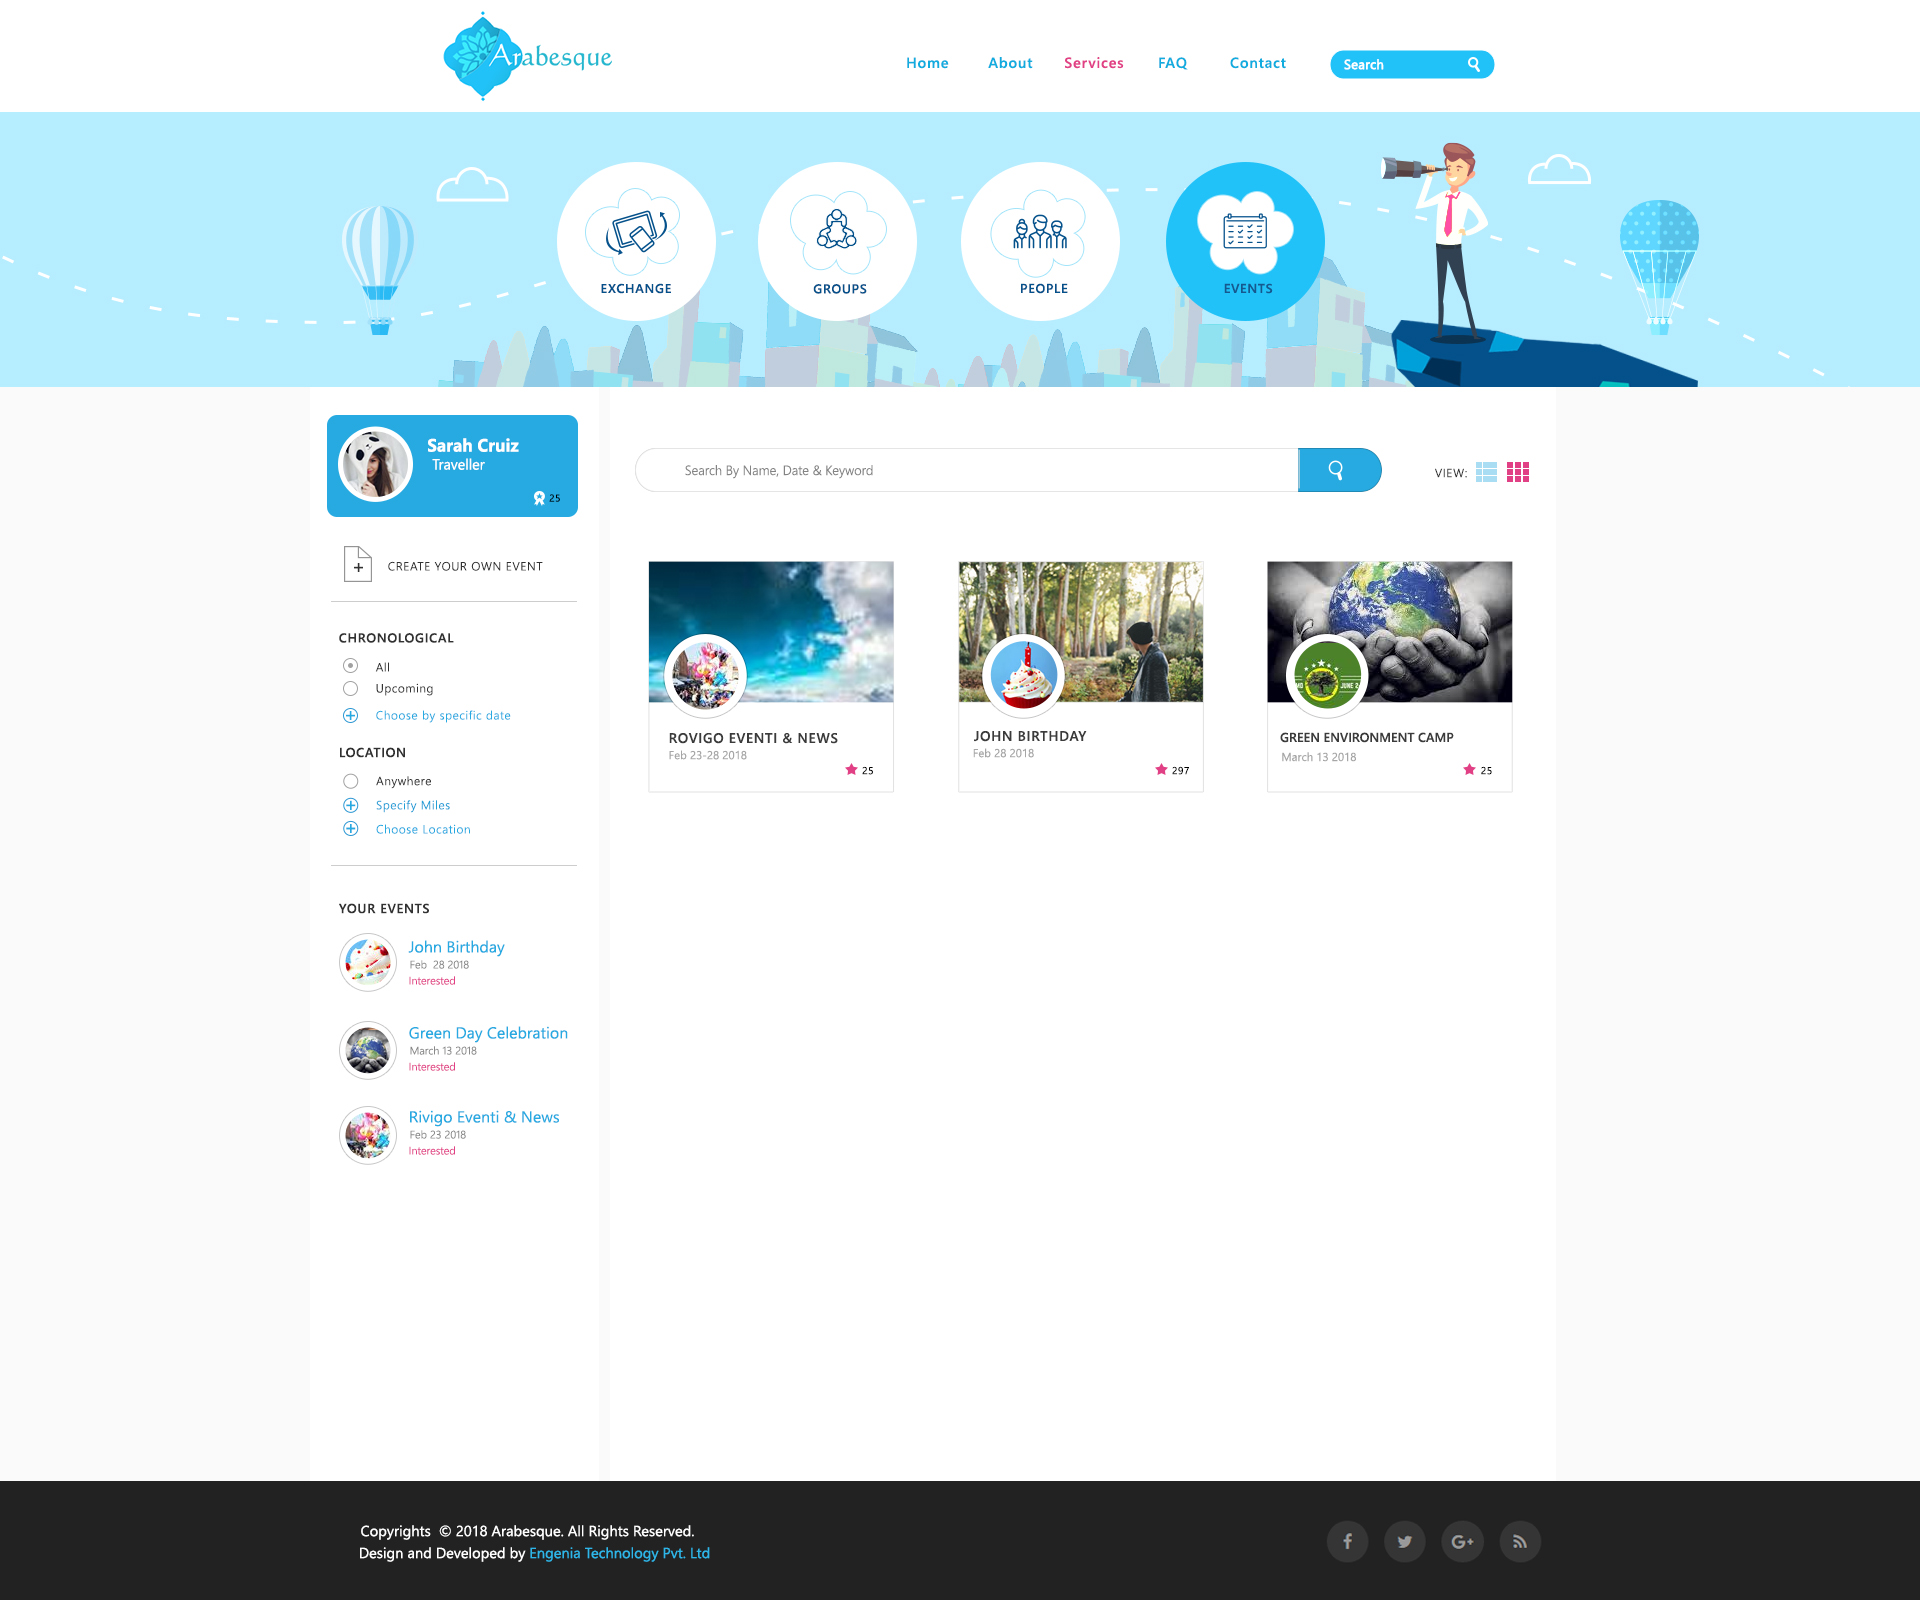 Arabesque
Home About Services FAQ Contact Search
EXCHANGE GROUPS PEOPLE EVENTS
Sarah Cruiz
Traveller
25
CREATE YOUR OWN EVENT
CHRONOLOGICAL
All
Upcoming
Choose by specific date
LOCATION
Anywhere
Specify Miles
Choose Location
YOUR EVENTS
John Birthday
Feb 28 2018
Interested
Green Day Celebration
March 13 2018
Interested
Rivigo Eventi & News
Feb 23 2018
Interested
Search By Name, Date & Keyword
VIEW:
ROVIGO EVENTI & NEWS
Feb 23-28 2018
25
JOHN BIRTHDAY
Feb 28 2018
297
JUNE 2
GREEN ENVIRONMENT CAMP
March 13 2018
25
Copyrights © 2018 Arabesque. All Rights Reserved.
Design and Developed by Engenia Technology Pvt. Ltd
f G+